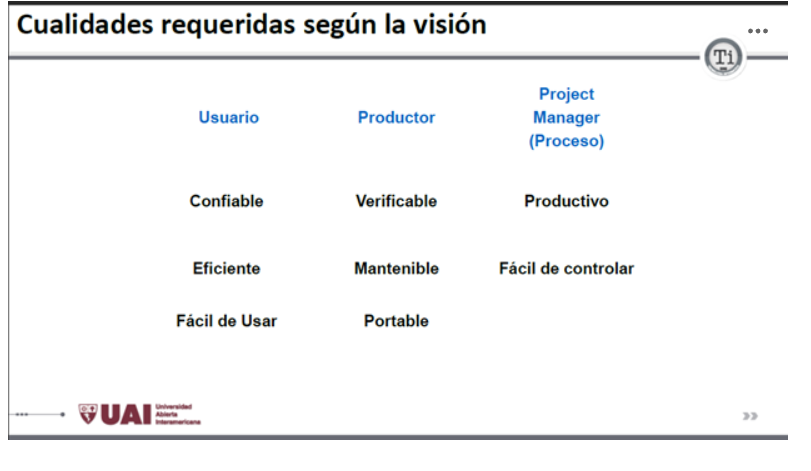 Cualidades requeridas según la visión
Ti
Usuario
Productor
Project
Manager
(Proceso)
Confiable
Verificable
Productivo
Eficiente
Mantenible
Fácil de controlar
Fácil de Usar
Portable
UAI
Universidad
Abierta
Interamericana